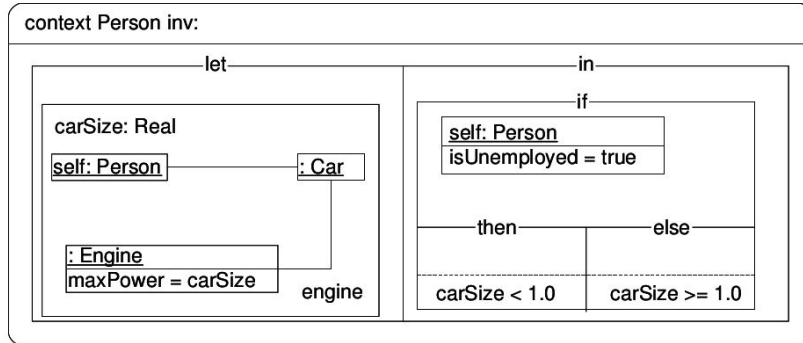 context Person inv:
let
in
carSize: Real
self: Person
: Car
: Engine
maxPower = carSize
engine
if
self: Person
isUnemployed = true
then
else
carSize < 1.0
carSize >= 1.0